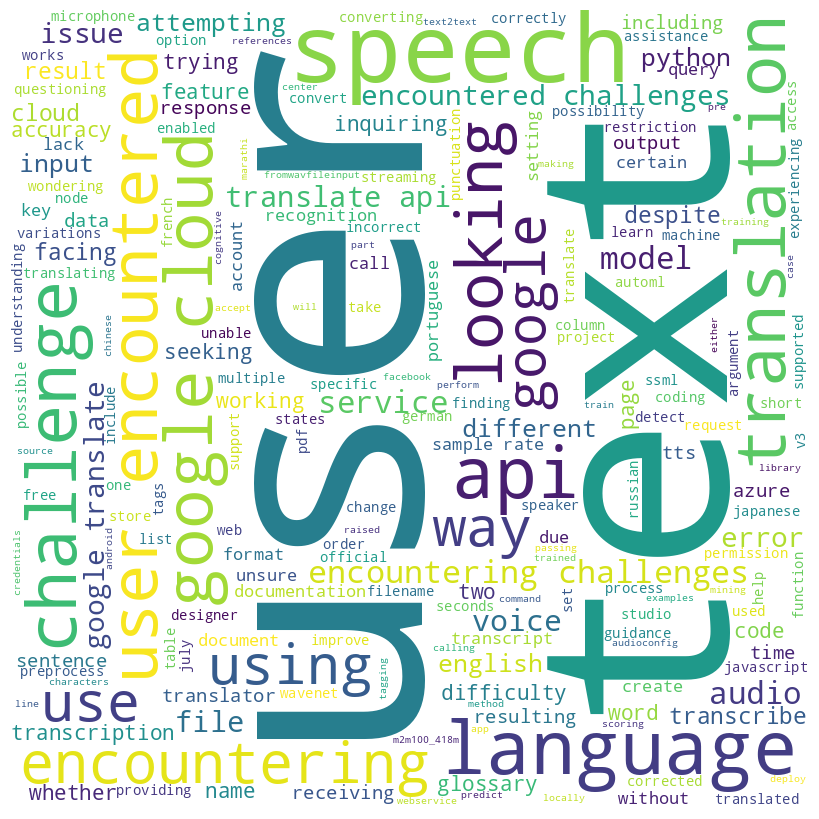 microphone
converting
text2text
correctly
including
issue
attempting
option
references
speech
assistance
works
trying
center
python
questioning
result
feature
convert
encountered challenges
query
cloud
response
possibility
accuracy
enabled
inquiring
restriction
lack
input
fromwavfileinput
streaming
output
wondering
node
marathi
translate api
certain
key
data
french
cognitive
recognition
incorrect
despite
experiencing
variations
facing
account
part
call
looking
google
model
learn
machine
translating
accept
will
take
automl
understanding
chinese
unable
seeking
portuguese
column
project
argument
either
case
training
supported
access
translation
user
text
encountered
user encountered
google cloud
challenge
google translate
possible
include
multiple
specific
facebook
perform
finding
train
ssml
coding
short
v3
working
service
german
page
detect
request
source
support
states
pdf
different
sample rate
tts
library
free
one
tags
api
speaker
russian
azure
japanese
store
change
way
due
error
android
web
order
raised
list
format
official
passing
trained
permission
credentials
unsure
encountering challenges
process
help
function
documentation
filename
two
command
set
examples
mining
used
designer
seconds
voice
studio
code
table
july
document
improve
transcript
calling
audioconfig
guidance
time
sentence
using
english
javascript
preprocess
characters
translator
wavenet
tagging
difficulty
method
create
audio
line
use
file
resulting
word
transcribe
transcription
m2m100_418m
app
scoring
encountering
language
deploy
whether
providing
name
receiving
webservice
glossary
predict
locally
without
corrected
translated
setting
punctuation
translate
making
pre